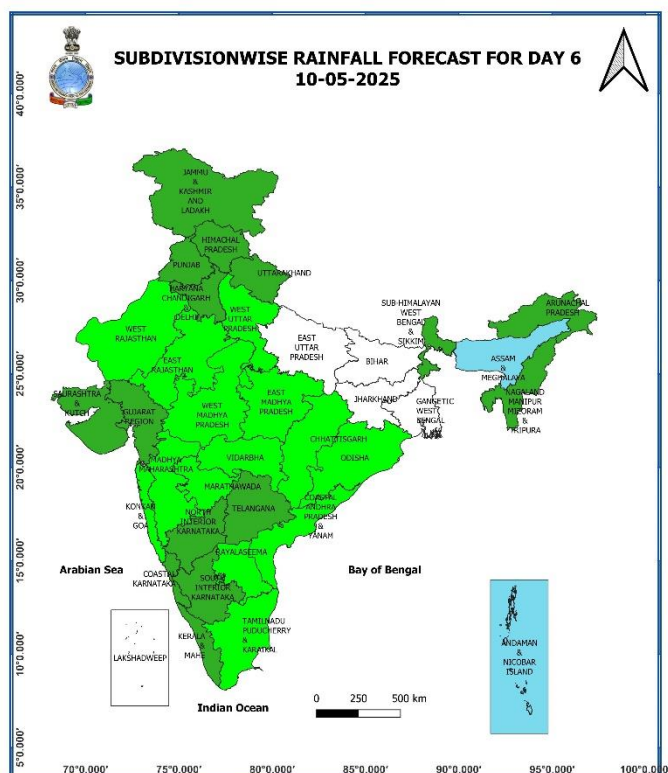 SUBDIVISIONWISE RAINFALL FORECAST FOR DAY 6
10-05-2025
40°0.000'
35°0.000'
30°0.000'
25°0.000'
20°0.000'
15°0.000'
10°0.000'
5°0.000'
JAMMU
&
KASHMIR
AND
LADAKH
HIMACHAL
PRADESH
PUNJAB
UTTARAKHAND
HARYANA
CHANDIGARH
&
DELHI
WEST
UTTAR
PRADESH
WEST
RAJASTHAN
EAST
RAJASTHAN
EAST
UTTAR
PRADESH
SUB-HIMALAYAN
WEST
BENGAL
&
SIKKIM
ARUNACHAL
PRADESH
ASSAM
&
MEGHALAYA
NAGALAND
MANIPUR
MIZORAM
&
TRIPURA
BIHAR
JHARKHAND
GANGETIC
WEST
BENGAL
SAURASHTRA
&
KUTCH
GUJARAT
REGION
WEST
MADHYA
PRADESH
EAST
MADHYA
PRADESH
CHHATTISGARH
ODISHA
VIDARBHA
MADHYA
MAHARASHTRA
MARATHAWADA
KONKAN
&
GOA
NORTH
INTERIOR
KARNATAKA
TELANGANA
COASTAL
ANDHRA
PRADESH
&
YANAM
RAYALASEEMA
COASTAL
KARNATAKA
SOUTH
INTERIOR
KARNATAKA
TAMILNADU
PUDUCHERRY
&
KARAIKAL
KERALA
&
MAHE
LAKSHADWEEP
ANDAMAN
&
NICOBAR
ISLAND
Arabian Sea
Bay of Bengal
Indian Ocean
0 250 500 km
70°0.000' 75°0.000' 80°0.000' 85°0.000' 90°0.000' 95°0.000' 100°0.000'